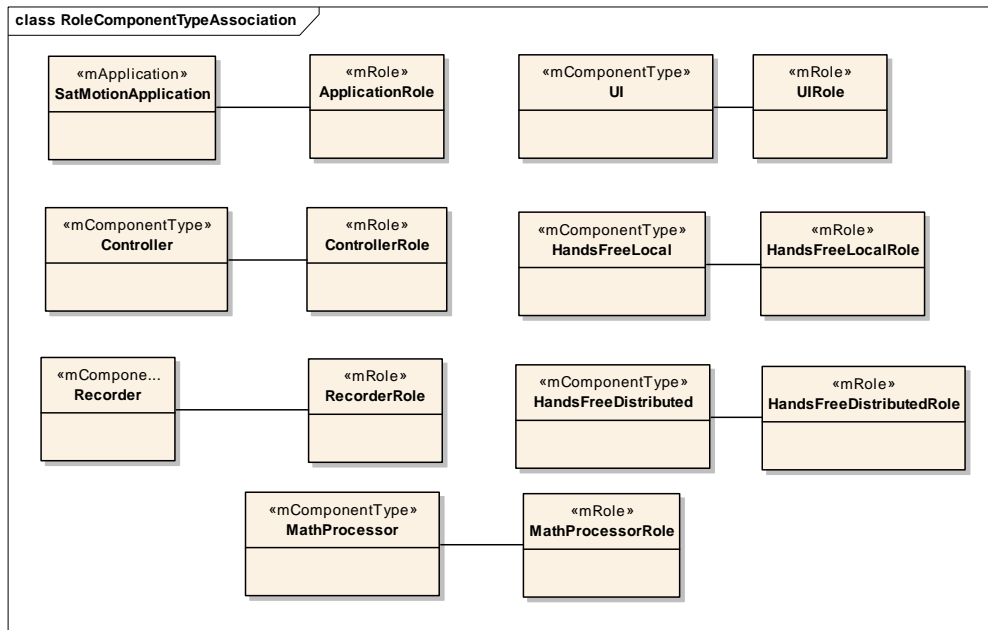 class RoleComponentTypeAssociation
«mApplication»
SatMotionApplication
«mRole»
ApplicationRole
«mComponentType»
UI
«mRole»
UIRole
«mComponentType»
Controller
«mRole»
ControllerRole
«mComponentType»
HandsFreeLocal
«mRole»
HandsFreeLocalRole
«mCompone...
Recorder
«mRole»
RecorderRole
«mComponentType»
HandsFreeDistributed
«mRole»
HandsFreeDistributedRole
«mComponentType»
MathProcessor
«mRole»
MathProcessorRole